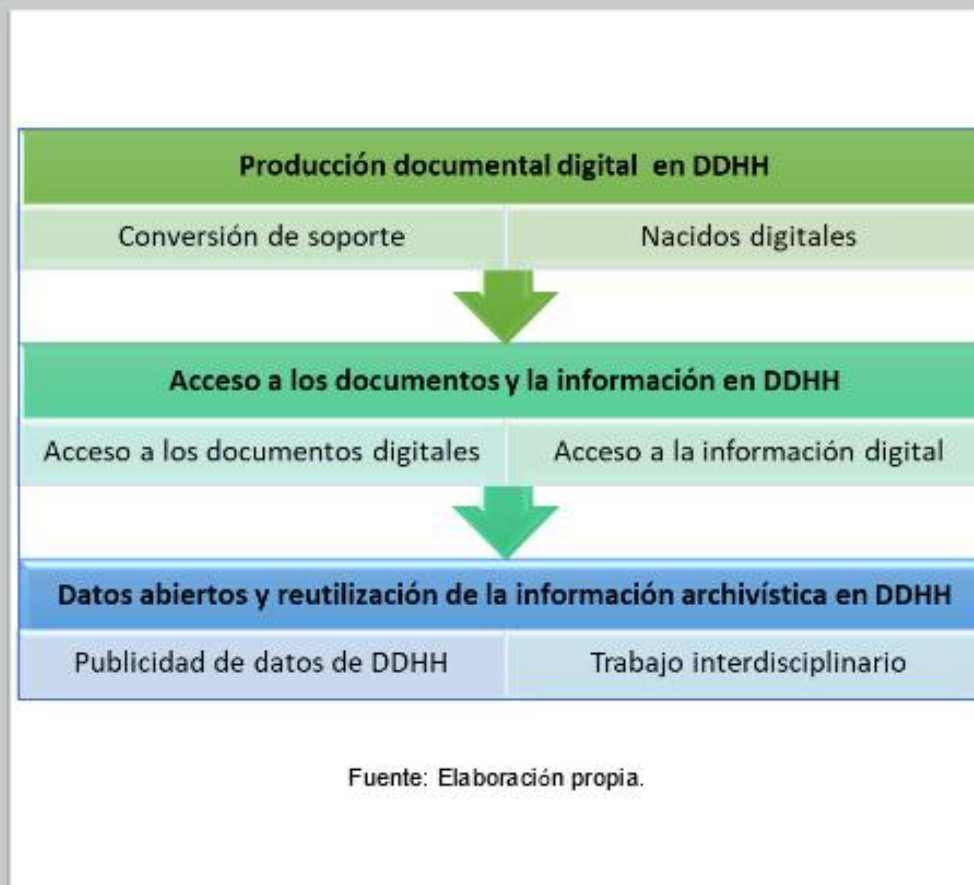 Producción documental digital en DDHH
Conversión de soporte
Nacidos digitales
Acceso a los documentos y la información en DDHH
Acceso a los documentos digitales
Acceso a la información digital
Datos abiertos y reutilización de la información archivística en DDHH
Publicidad de datos de DDHH
Trabajo interdisciplinario
Fuente: Elaboración propia.